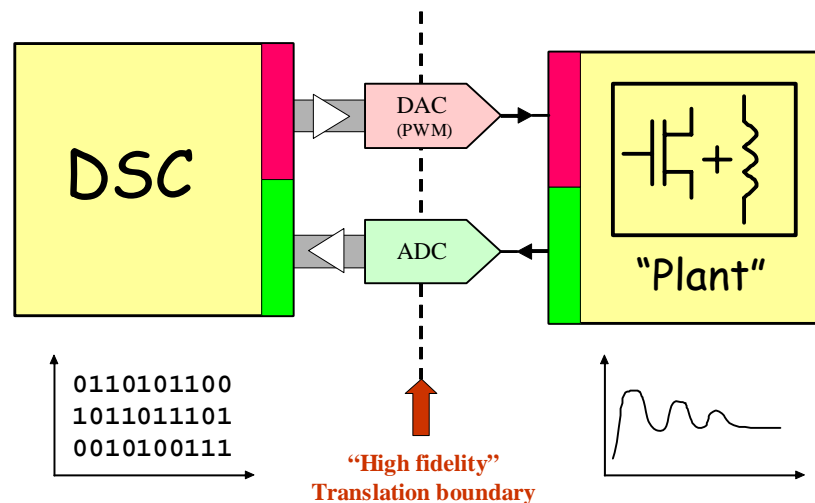 DSC
DAC
(PWM)
ADC
+
“Plant”
0110101100
1011011101
0010100111
“High fidelity”
Translation boundary